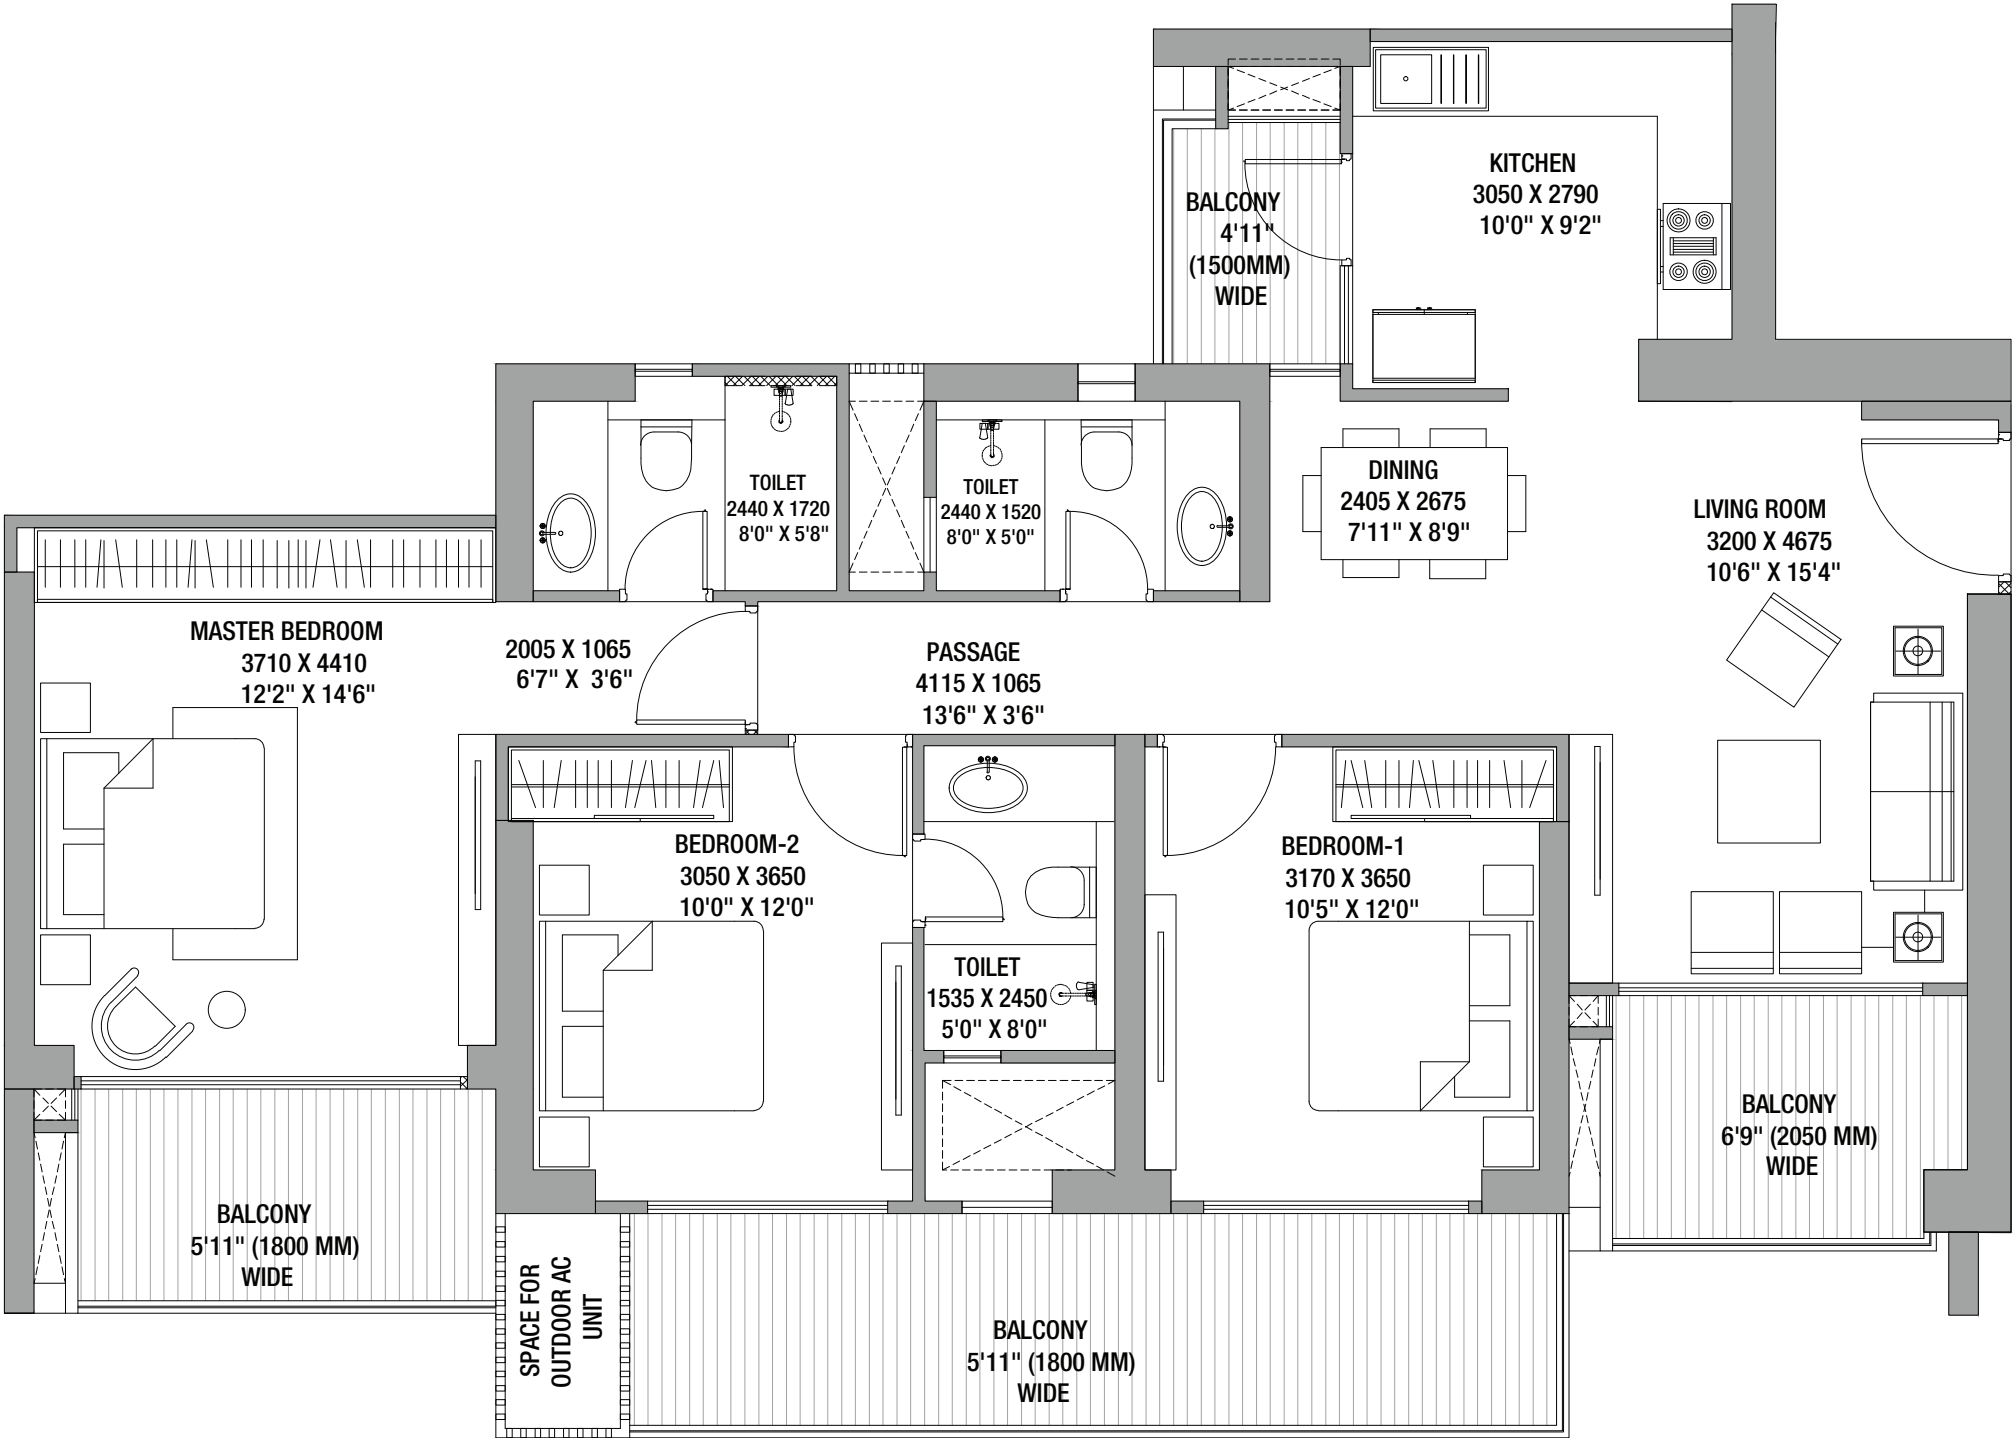 KITCHEN
3050 X 2790
10'0" X 9'2"
BALCONY
4'11"
(1500MM)
WIDE
TOILET
2440 X 1720
8'0" X 5'8"
TOILET
2440 X 1520
8'0" X 5'0"
DINING
2405 X 2675
7'11" X 8'9"
LIVING ROOM
3200 X 4675
10'6" X 15'4"
MASTER BEDROOM
3710 X 4410
12'2" X 14'6"
2005 X 1065
6'7" X 3'6"
PASSAGE
4115 X 1065
13'6" X 3'6"
BEDROOM-2
3050 X 3650
10'0" X 12'0"
TOILET
1535 X 2450
5'0" X 8'0"
BEDROOM-1
3170 X 3650
10'5" X 12'0"
BALCONY
6'9" (2050 MM)
WIDE
BALCONY
5'11" (1800 MM)
WIDE
SPACE FOR
OUTDOOR AC
UNIT
BALCONY
5'11" (1800 MM)
WIDE